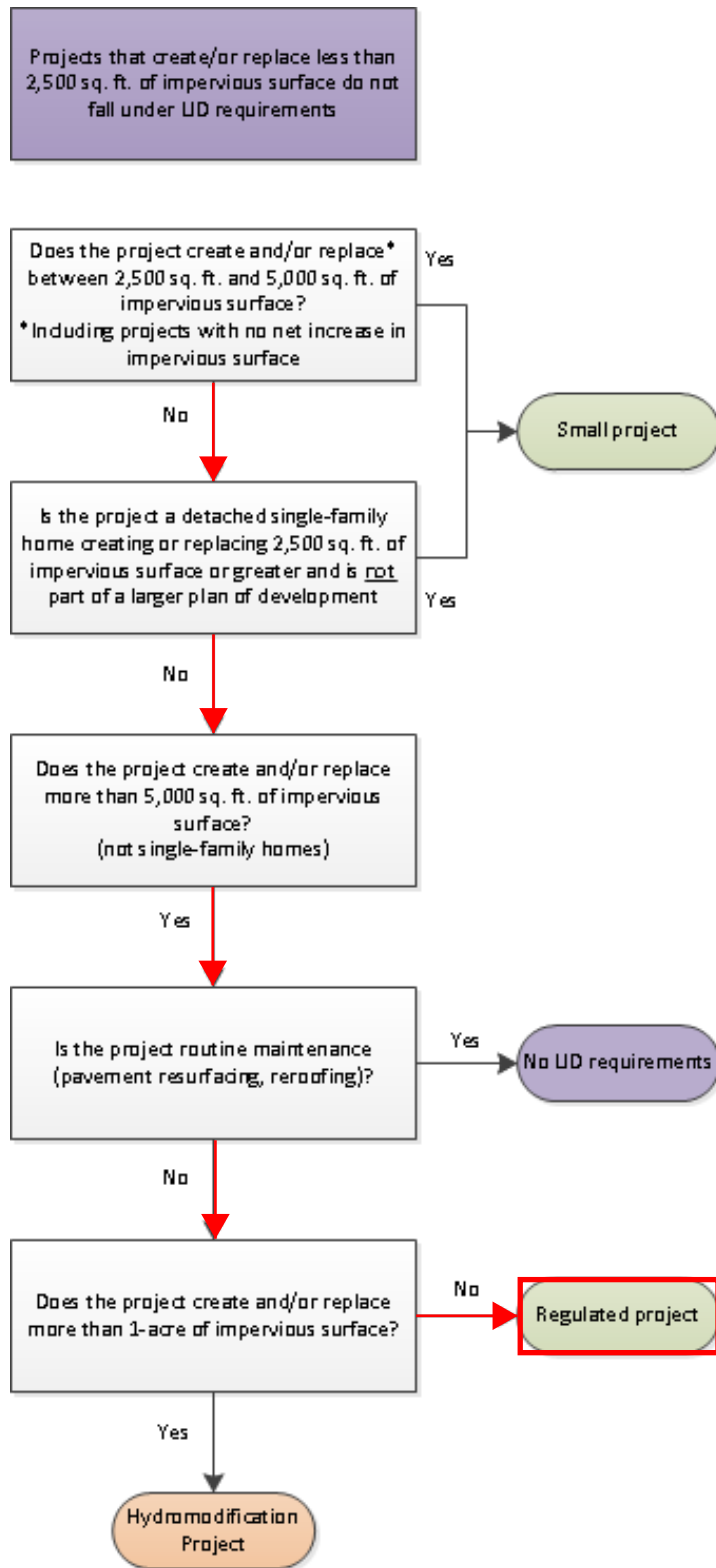 Projects that create/or replace less than
2,500 sq. ft. of impervious surface do not
fall under LID requirements
Does the project create and/or replace*
between 2,500 sq. ft. and 5,000 sq. ft. of
impervious surface?
*Including projects with no net increase in
impervious surface
Yes
No
Small project
Is the project a detached single-family
home creating or replacing 2,500 sq. ft. of
impervious surface or greater and is not
part of a larger plan of development
Yes
No
Does the project create and/or replace
more than 5,000 sq. ft. of impervious
surface?
(not single-family homes)
Yes
Is the project routine maintenance
(pavement resurfacing, reroofing)?
Yes
No LID requirements
No
Does the project create and/or replace
more than 1-acre of impervious surface?
No
Regulated project
Yes
Hydromodification
Project